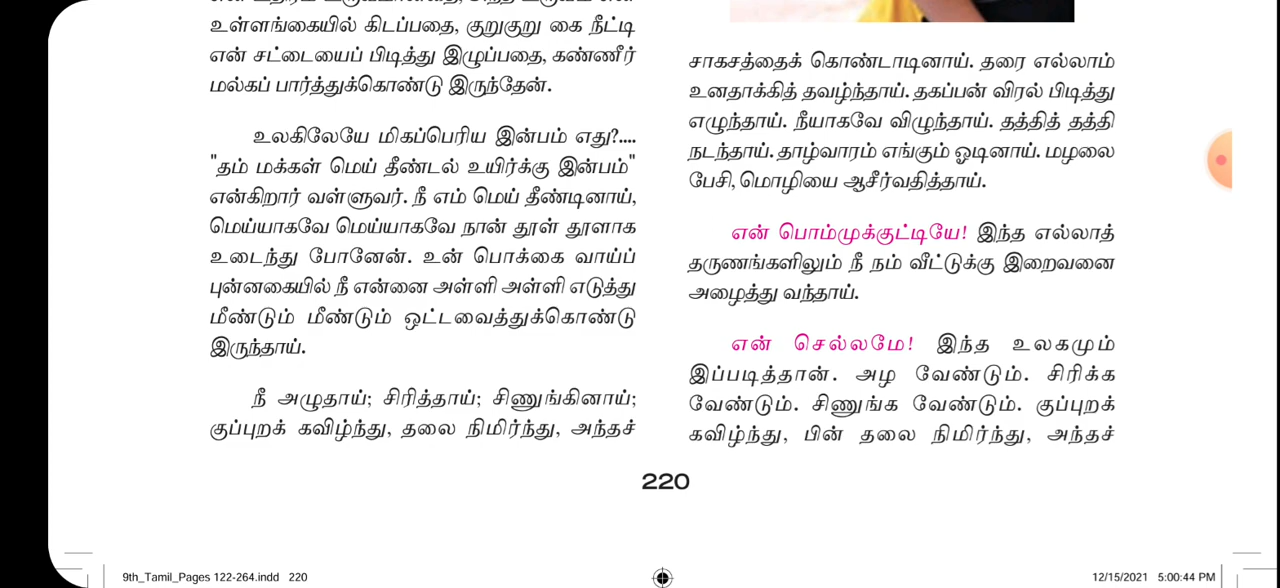 உள்ளங்கையில் கிடப்பதை, குறுகுறு கை நீட்டி
என் சட்டையைப் பிடித்து இழுப்பதை, கண்ணீர்
மல்கப் பார்த்துக்கொண்டு இருந்தேன்.
உலகிலேயே மிகப்பெரிய இன்பம் எது?....
"தம் மக்கள் மெய் தீண்டல் உயிர்க்கு இன்பம்"
என்கிறார் வள்ளுவர். நீ எம் மெய் தீண்டினாய்,
மெய்யாகவே மெய்யாகவே நான் தூள் தூளாக
உடைந்து போனேன். உன் பொக்கை வாய்ப்
புன்னகையில் நீ என்னை அள்ளி அள்ளி எடுத்து
மீண்டும் மீண்டும் ஒட்டவைத்துக்கொண்டு
இருந்தாய்.
நீ அழுதாய்; சிரித்தாய்; சிணுங்கினாய்;
குப்புறக் கவிழ்ந்து, தலை நிமிர்ந்து, அந்தச்
சாகசத்தைக் கொண்டாடினாய். தரை எல்லாம்
உனதாக்கித் தவழ்ந்தாய். தகப்பன் விரல் பிடித்து
எழுந்தாய். நீயாகவே விழுந்தாய். தத்தித் தத்தி
நடந்தாய். தாழ்வாரம் எங்கும் ஓடினாய். மழலை
பேசி, மொழியை ஆசீர்வதித்தாய்.
என் பொம்முக்குட்டியே! இந்த எல்லாத்
தருணங்களிலும் நீ நம் வீட்டுக்கு இறைவனை
அழைத்து வந்தாய்.
என் செல்லமே! இந்த உலகமும்
இப்படித்தான். அழ வேண்டும். சிரிக்க
வேண்டும். சிணுங்க வேண்டும். குப்புறக்
கவிழ்ந்து, பின் தலை நிமிர்ந்து, அந்தச்
220
9th_Tamil_Pages 122-264.indd 220
12/15/2021 5:00:44 PM